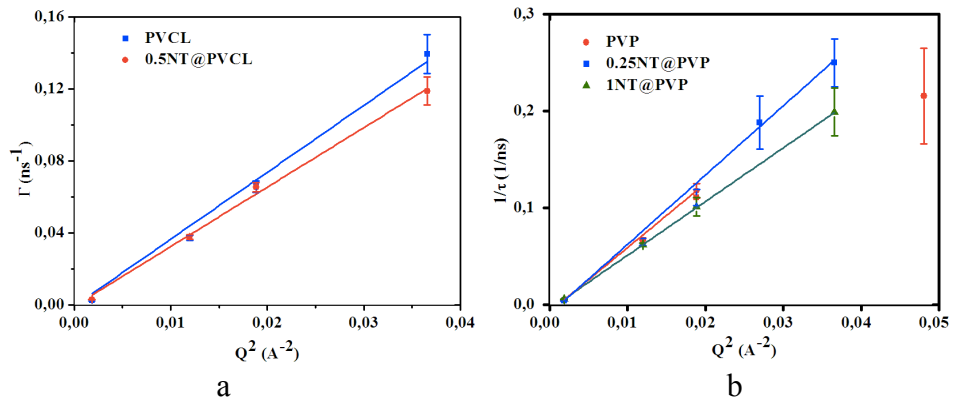 0,16
0,12
0,08
0,04
0,00
Γ (ns⁻¹)
PVCL
0.5NT@PVCL
0,00 0,01 0,02 0,03 0,04
Q² (A⁻²)
a
0,3
0,2
0,1
0,0
1/τ (1/ns)
PVP
0.25NT@PVP
1NT@PVP
0,00 0,01 0,02 0,03 0,04 0,05
Q² (A⁻²)
b